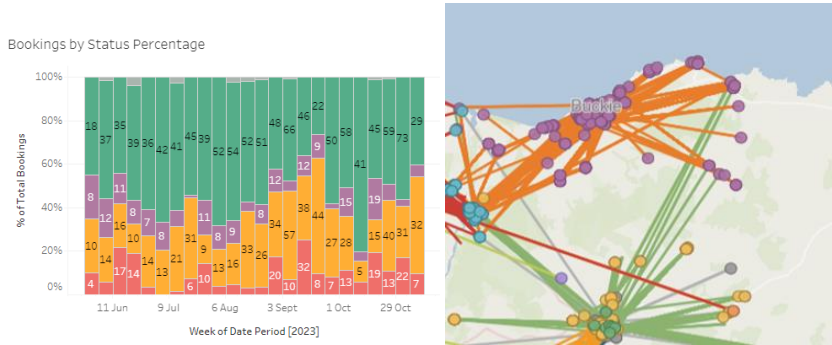 Bookings by Status Percentage
100%
80%
60%
40%
20%
0%
% of Total Bookings
18 37 35 39 36 42 41 45 39 52 54 52 51 48 66 46 22 50 58 41 45 59 73 29
8 12 11 8 7 8 11 9 8 12 12 9 15 19
10 14 16 10 14 13 21 31 9 13 16 33 26 34 57 38 44 27 28 5 15 40 31 32
4 17 14 6 10 20 10 32 8 7 13 19 13 22 7
11 Jun 9 Jul 6 Aug 3 Sept 1 Oct 29 Oct
Week of Date Period [2023]
Buckie